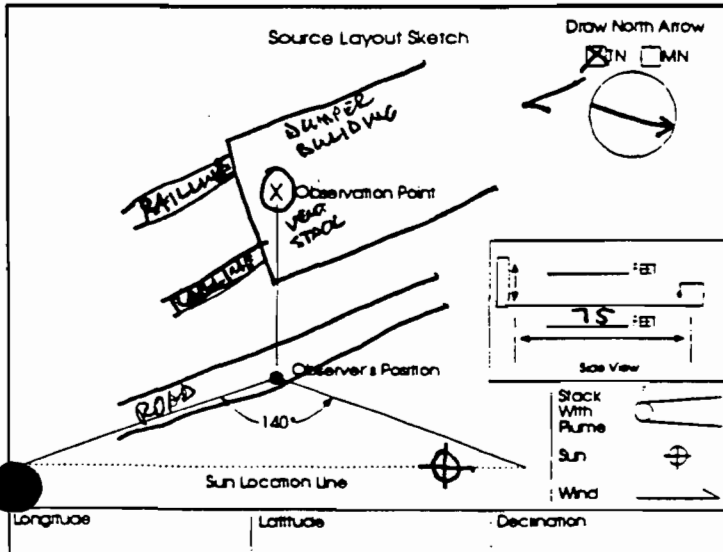 Source Layout Sketch
Draw North Arrow
TN MN
DUMPER
BUILDING
RAILLINE
X Observation Point
VENT
STACK
FEET
75 FEET
Side View
Observer's Position
ROAD
140°
Sun Location Line
Stack
With
Plume
Sun
Wind
Longitude Latitude Declination